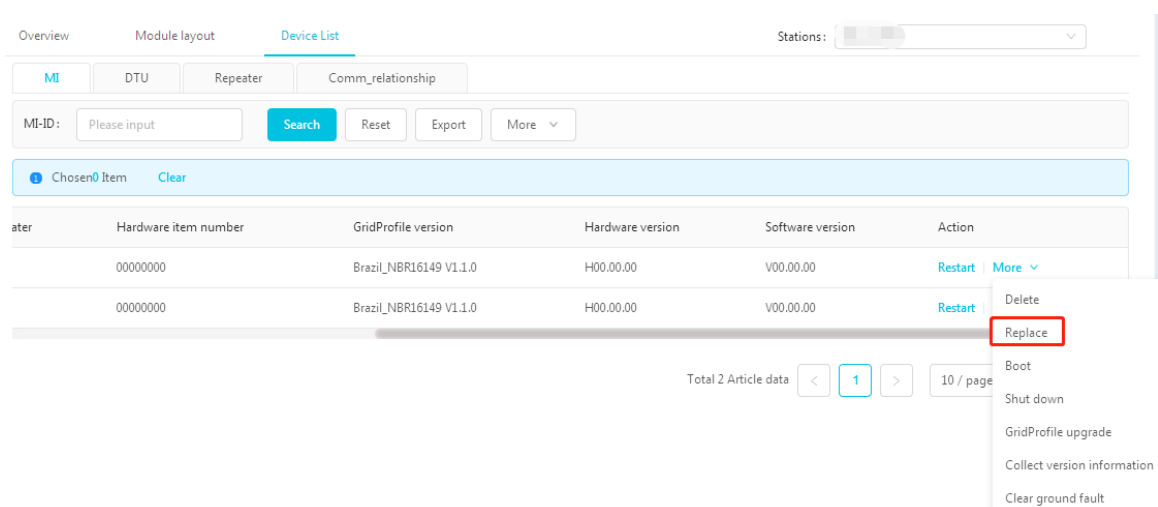 Overview Module layout Device List Stations:
MI DTU Repeater Comm_relationship
MI-ID: Please input Search Reset Export More
Chosen0 Item Clear
ater Hardware item number GridProfile version Hardware version Software version Action
00000000 Brazil_NBR16149 V1.1.0 H00.00.00 V00.00.00 Restart More
00000000 Brazil_NBR16149 V1.1.0 H00.00.00 V00.00.00 Restart
Total 2 Article data < 1 > 10 / page
Delete
Replace
Boot
Shut down
GridProfile upgrade
Collect version information
Clear ground fault